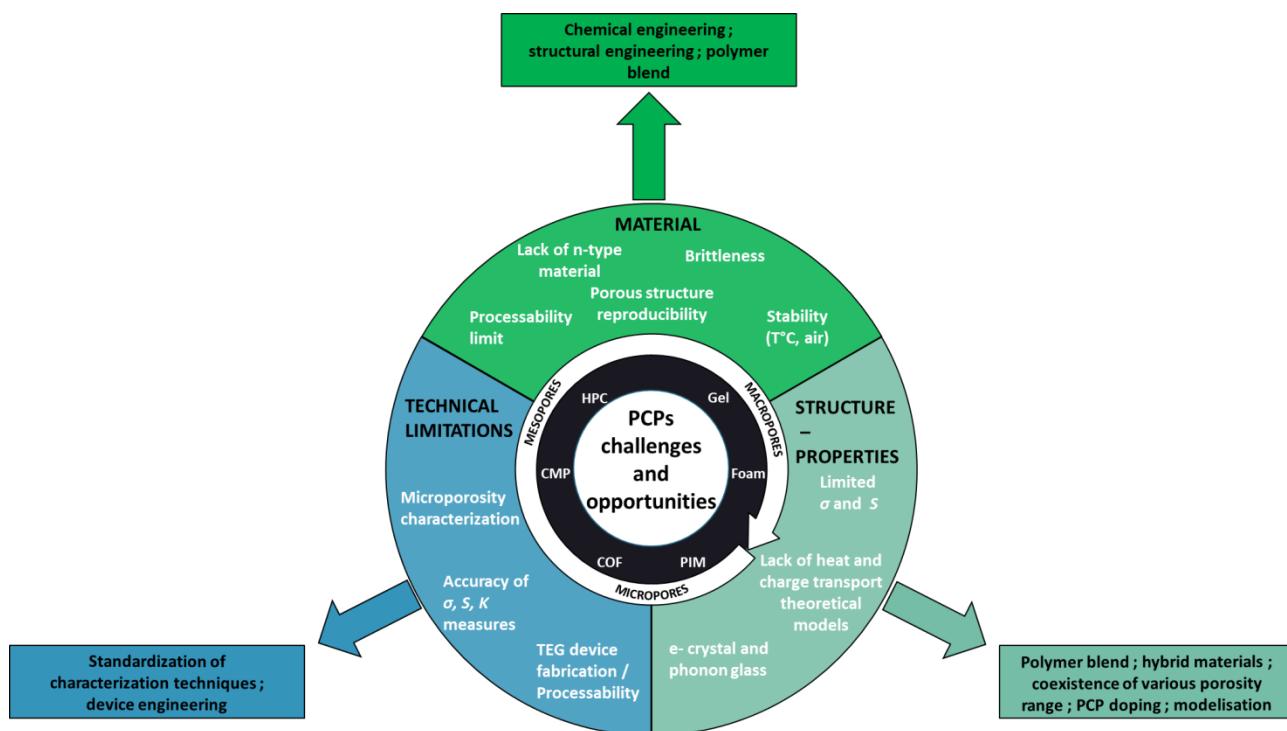 Chemical engineering ;
structural engineering ; polymer
blend
MATERIAL
Lack of n-type
material
Brittleness
Porous structure
reproducibility
Processability
limit
Stability
(T°C, air)
TECHNICAL
LIMITATIONS
Microporosity
characterization
Accuracy of
σ, S, K
measures
TEG device
fabrication /
Processability
MESOPORES
MACROPORES
MICROPORES
HPC
Gel
CMP
Foam
COF
PIM
PCPs
challenges
and
opportunities
STRUCTURE
–
PROPERTIES
Limited
σ and S
Lack of heat and
charge transport
theoretical
models
e- crystal and
phonon glass
Standardization of
characterization techniques ;
device engineering
Polymer blend ; hybrid materials ;
coexistence of various porosity
range ; PCP doping ; modelisation